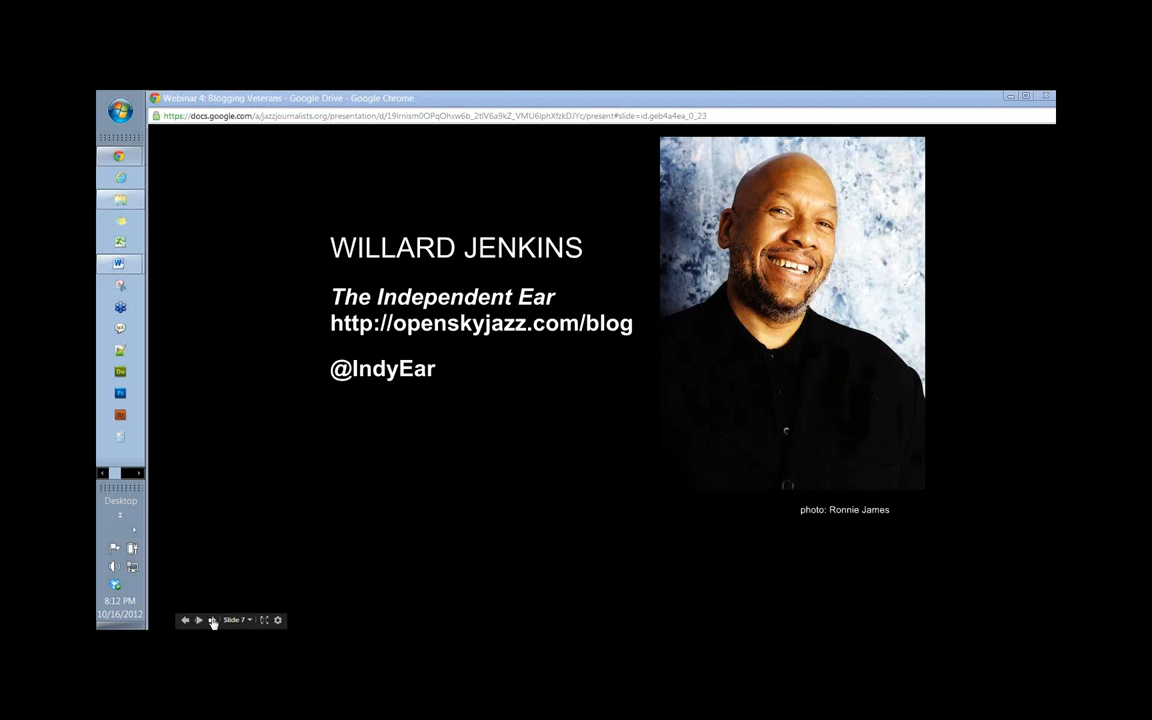 Webinar 4: Blogging Veterans - Google Drive - Google Chrome
WILLARD JENKINS
The Independent Ear
http://openskyjazz.com/blog
@IndyEar
photo: Ronnie James
Desktop
8:12 PM
10/16/2012
Slide 7